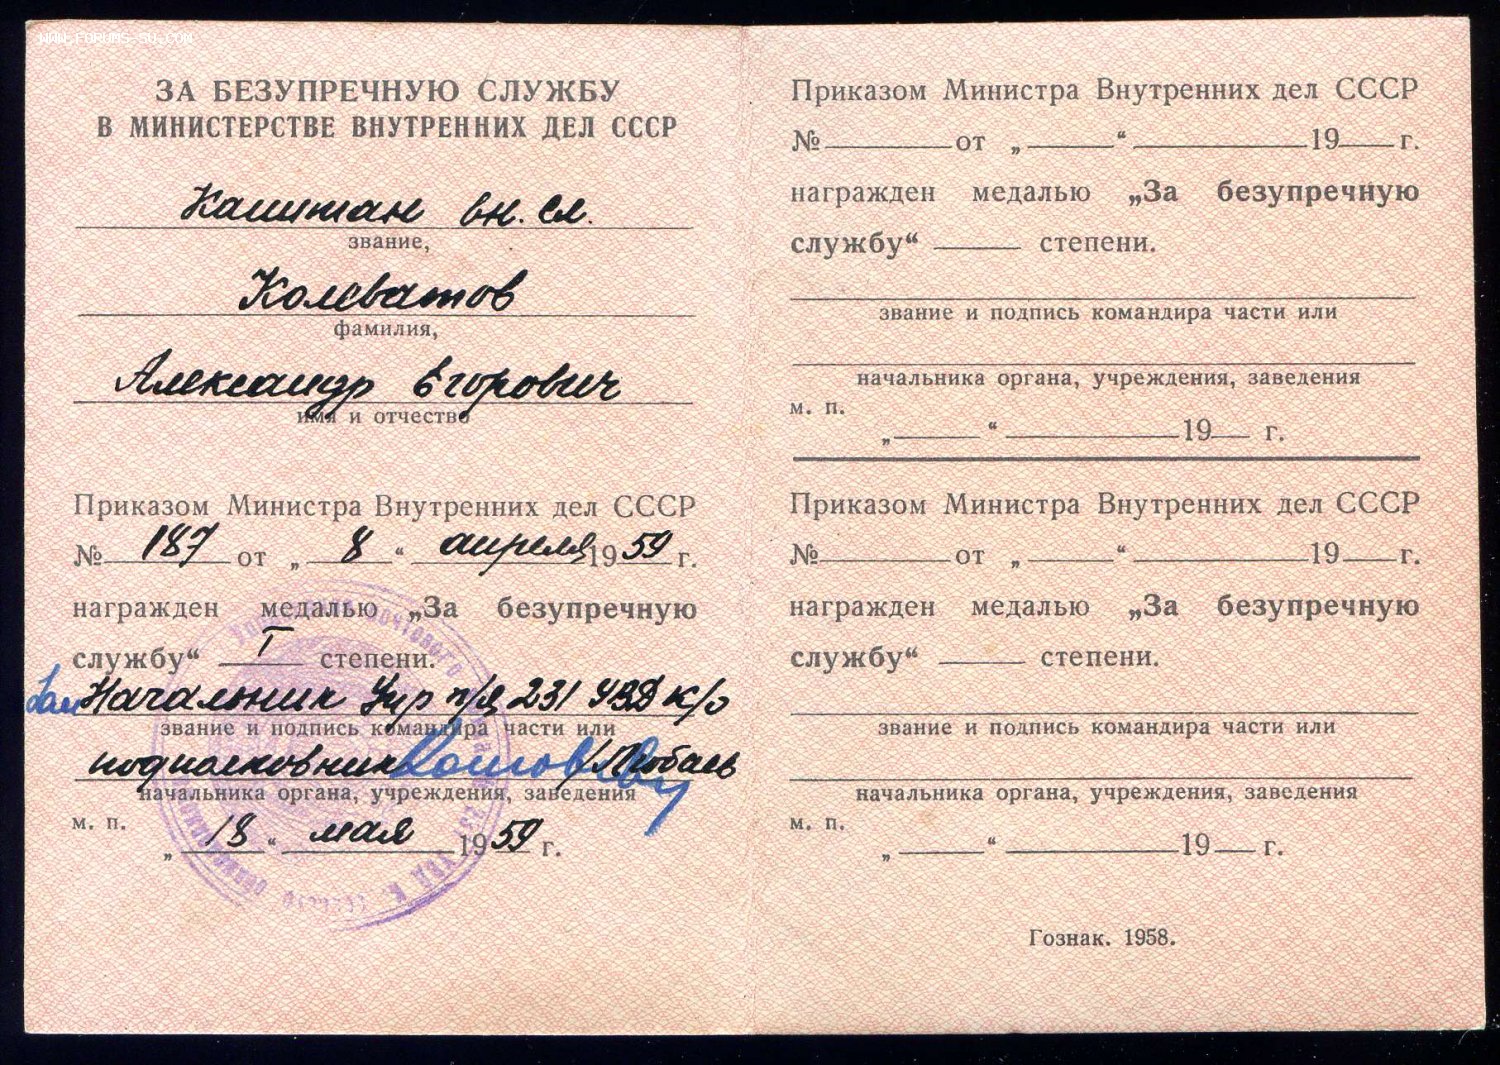 WWW.FORUMS-SU.COM
ЗА БЕЗУПРЕЧНУЮ СЛУЖБУ
В МИНИСТЕРСТВЕ ВНУТРЕННИХ ДЕЛ СССР
Капитан вн. сл.
звание,
Колеватов
фамилия,
Александр Егорович
имя и отчество
Приказом Министра Внутренних дел СССР
№ 187 от „ 8 “ апреля 1959 г.
награжден медалью „За безупречную
службу“ I степени.
Зам Начальник Упр п/я 231 УВД к/о
звание и подпись командира части или
подполковник
начальника органа, учреждения, заведения
м. п.
„ 18 “ мая 1959 г.
почтового
УВД К.
Приказом Министра Внутренних дел СССР
№ от „ “ 19 г.
награжден медалью „За безупречную
службу“ степени.
звание и подпись командира части или
начальника органа, учреждения, заведения
м. п.
„ “ 19 г.
Приказом Министра Внутренних дел СССР
№ от „ “ 19 г.
награжден медалью „За безупречную
службу“ степени.
звание и подпись командира части или
начальника органа, учреждения, заведения
м. п.
„ “ 19 г.
Гознак. 1958.